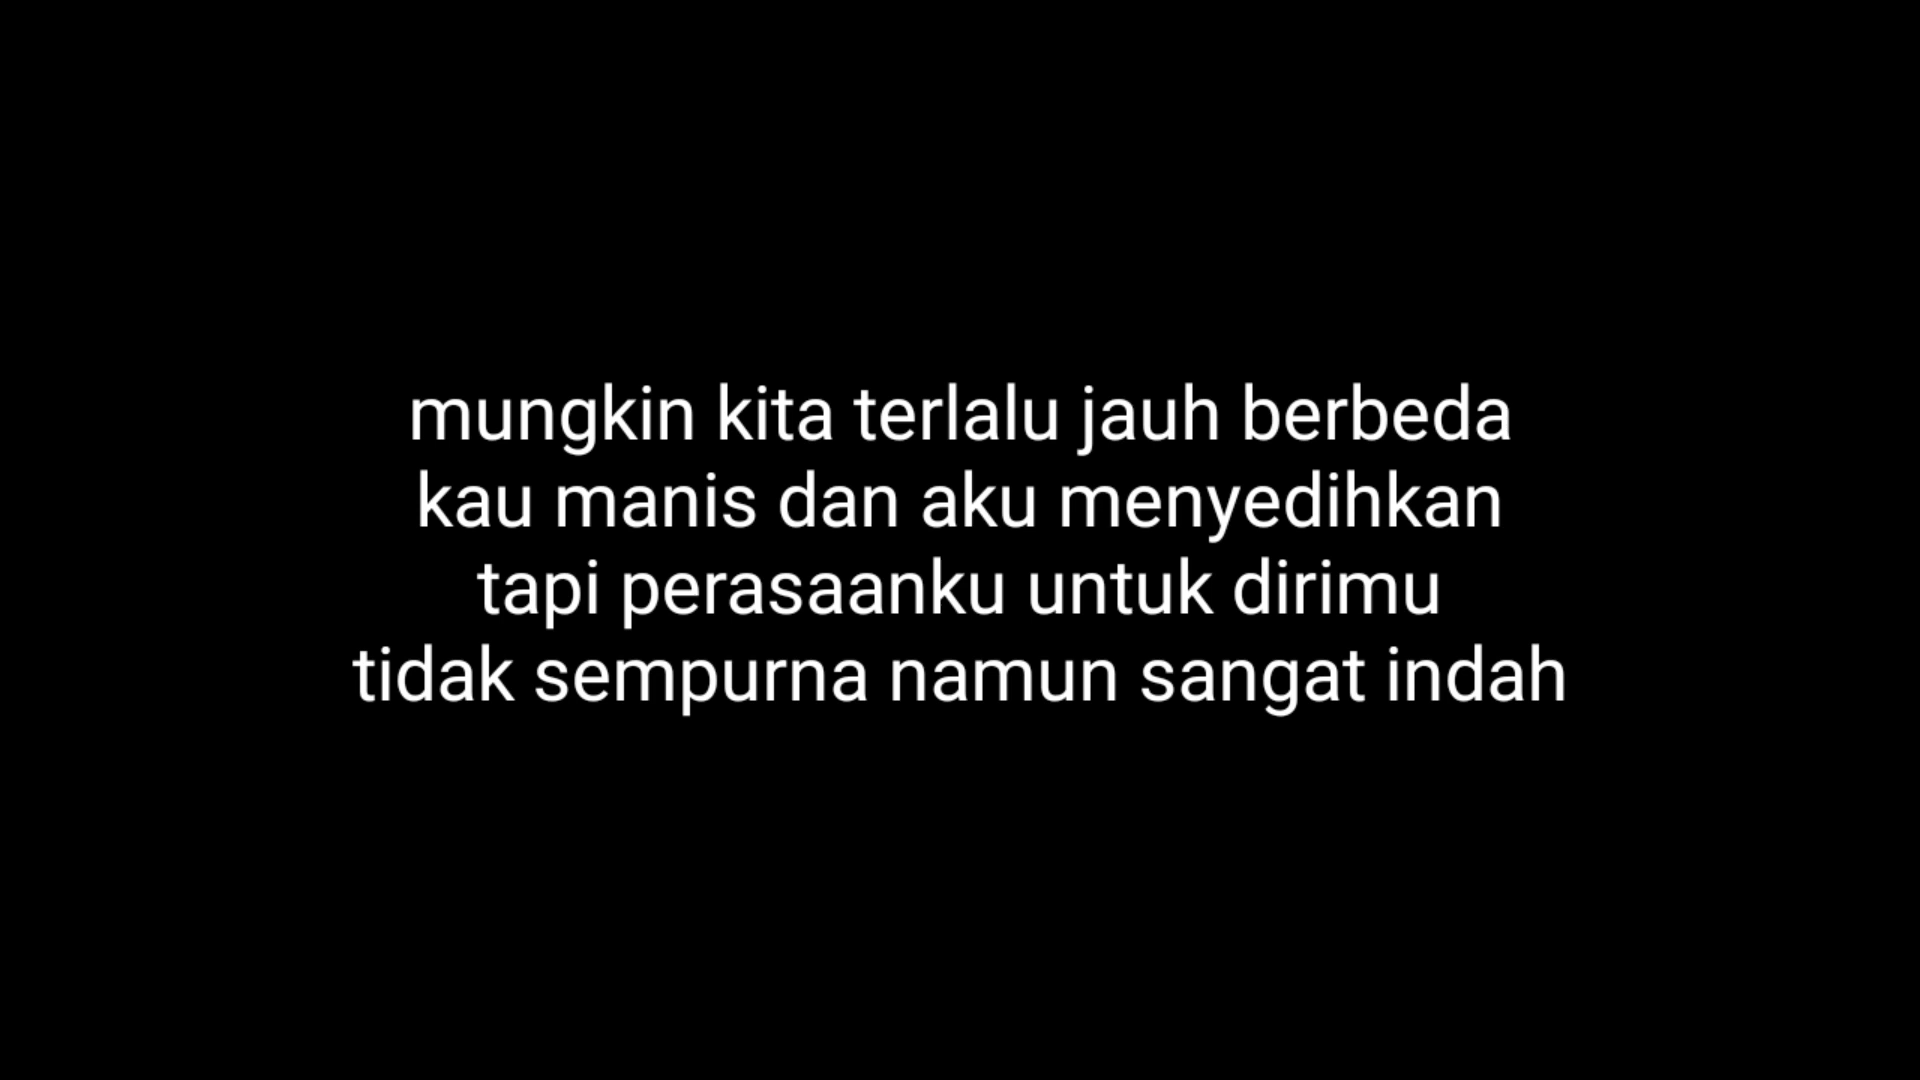 mungkin kita terlalu jauh berbeda
kau manis dan aku menyedihkan
tapi perasaanku untuk dirimu
tidak sempurna namun sangat indah